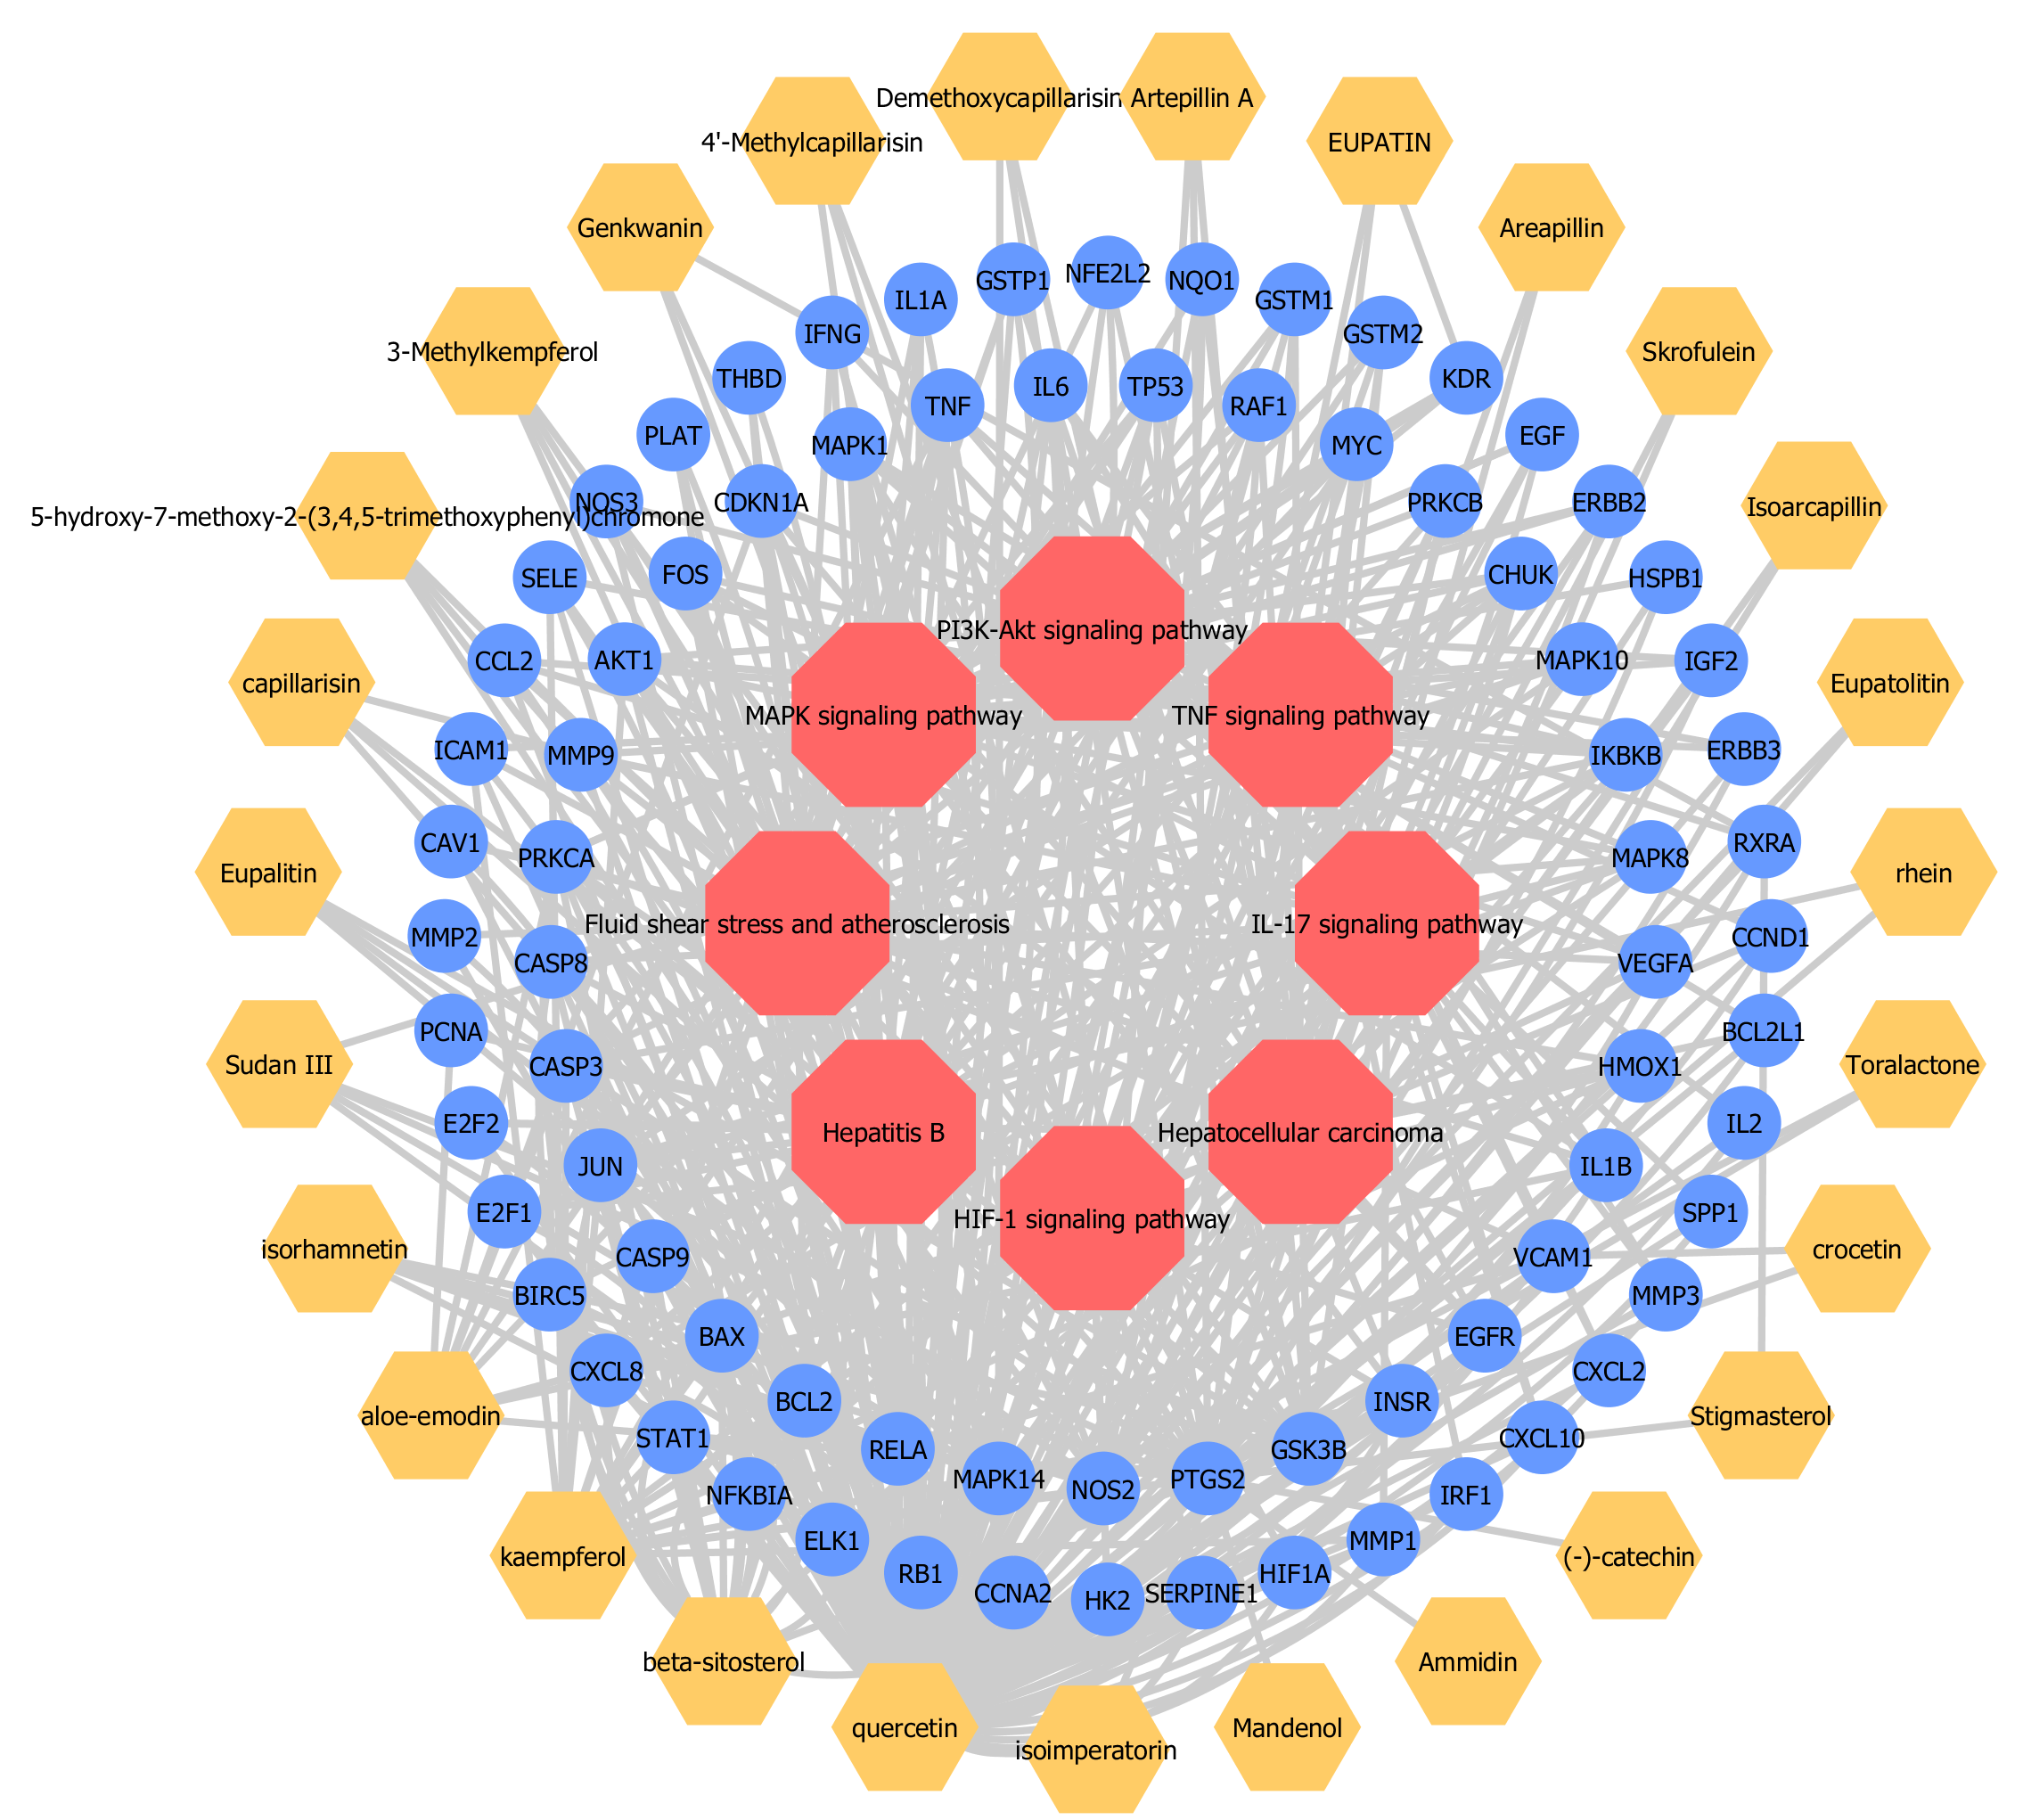 Demethoxycapillarisin
Artepillin A
4'-Methylcapillarisin
EUPATIN
Genkwanin
Areapillin
NFE2L2
GSTP1
NQO1
IL1A
GSTM1
IFNG
GSTM2
3-Methylkempferol
Skrofulein
THBD
KDR
IL6
TP53
TNF
RAF1
PLAT
EGF
MAPK1
MYC
NOS3
CDKN1A
PRKCB
ERBB2
Isoarcapillin
5-hydroxy-7-methoxy-2-(3,4,5-trimethoxyphenyl)chromone
SELE
FOS
CHUK
HSPB1
PI3K-Akt signaling pathway
CCL2
AKT1
MAPK10
IGF2
capillarisin
Eupatolitin
MAPK signaling pathway
TNF signaling pathway
ICAM1
MMP9
IKBKB
ERBB3
CAV1
PRKCA
MAPK8
RXRA
Eupalitin
rhein
Fluid shear stress and atherosclerosis
IL-17 signaling pathway
MMP2
CASP8
VEGFA
CCND1
PCNA
BCL2L1
Sudan III
CASP3
HMOX1
Toralactone
E2F2
IL2
Hepatitis B
Hepatocellular carcinoma
JUN
IL1B
E2F1
HIF-1 signaling pathway
SPP1
isorhamnetin
CASP9
VCAM1
crocetin
BIRC5
MMP3
BAX
EGFR
CXCL8
CXCL2
BCL2
INSR
aloe-emodin
Stigmasterol
STAT1
RELA
GSK3B
CXCL10
MAPK14
NOS2
PTGS2
NFKBIA
IRF1
ELK1
MMP1
kaempferol
(-)-catechin
RB1
HIF1A
CCNA2
HK2
SERPINE1
beta-sitosterol
Ammidin
quercetin
Mandenol
isoimperatorin